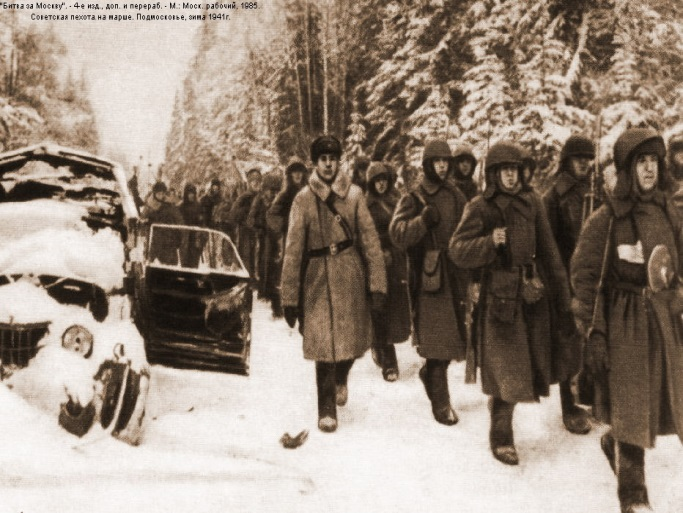 "Битва за Москву". - 4-е изд., доп. и перераб. - М.: Моск. рабочий, 1985.
Советская пехота на марше. Подмосковье, зима 1941г.